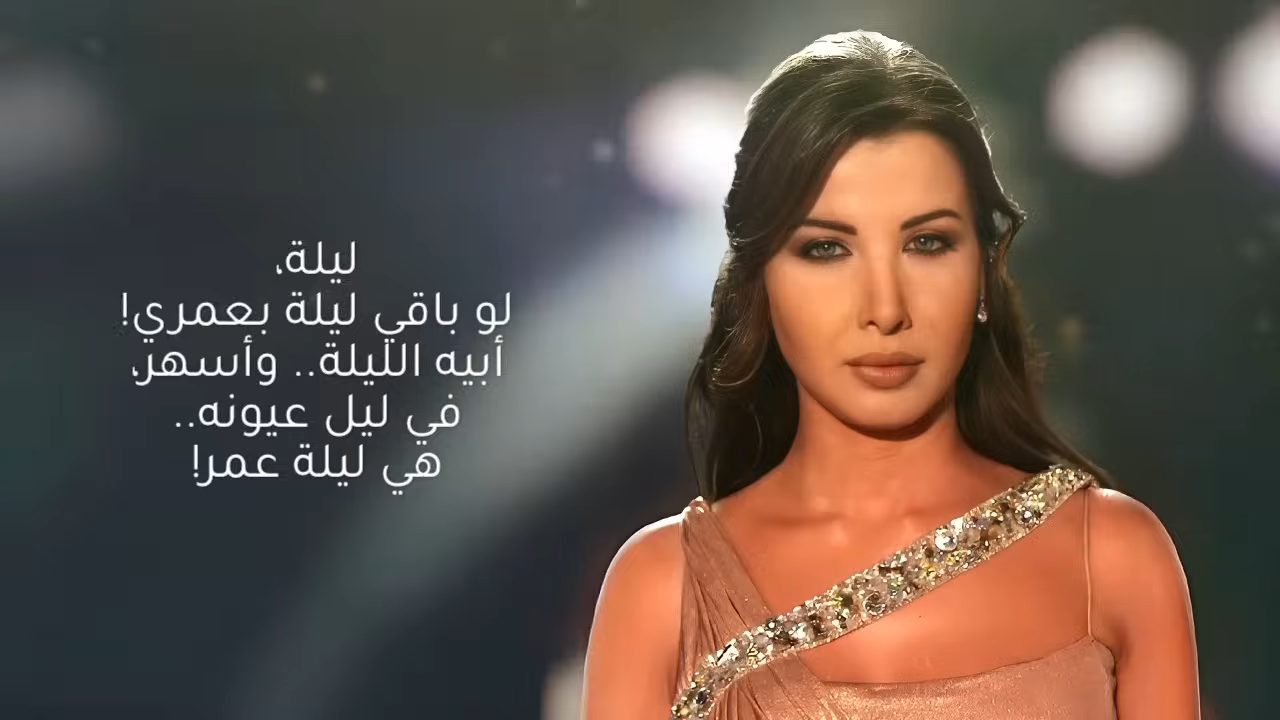 ليلة،
لو باقي ليلة بعمري!
أبيه الليلة.. وأسهر،
في ليل عيونه..
هي ليلة عمر!